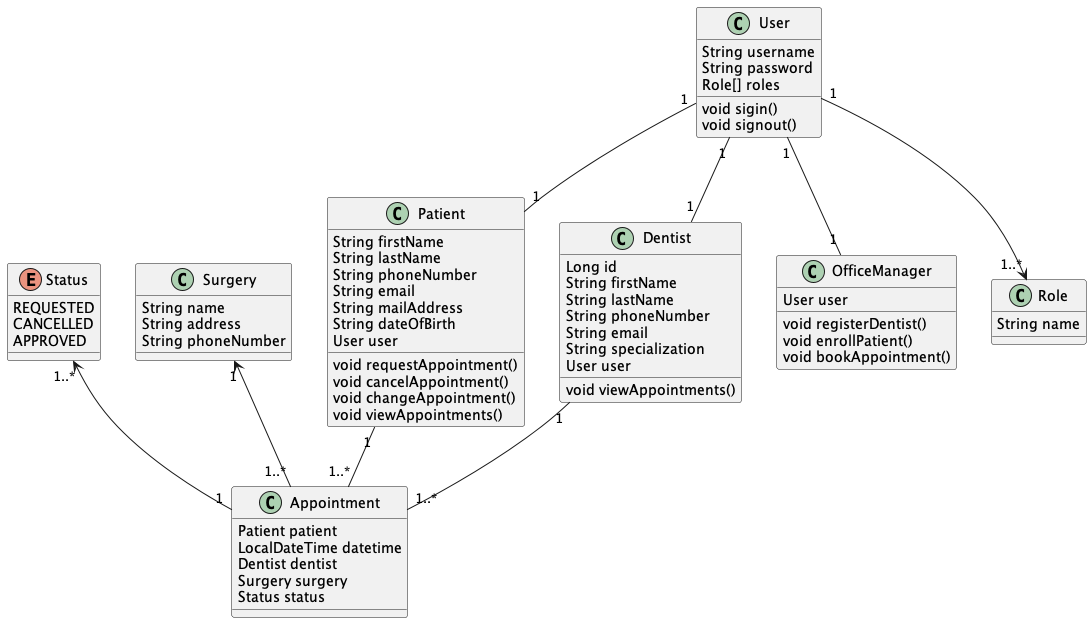 C User
String username
String password
Role[] roles
void sigin()
void signout()
1
1
1
1
1
1
1
1..*
C Patient
String firstName
String lastName
String phoneNumber
String email
String mailAddress
String dateOfBirth
User user
void requestAppointment()
void cancelAppointment()
void changeAppointment()
void viewAppointments()
C Dentist
Long id
String firstName
String lastName
String phoneNumber
String email
String specialization
User user
void viewAppointments()
C OfficeManager
User user
void registerDentist()
void enrollPatient()
void bookAppointment()
C Role
String name
E Status
REQUESTED
CANCELLED
APPROVED
C Surgery
String name
String address
String phoneNumber
1..*
1
1
1
1
1..*
1..*
1..*
C Appointment
Patient patient
LocalDateTime datetime
Dentist dentist
Surgery surgery
Status status